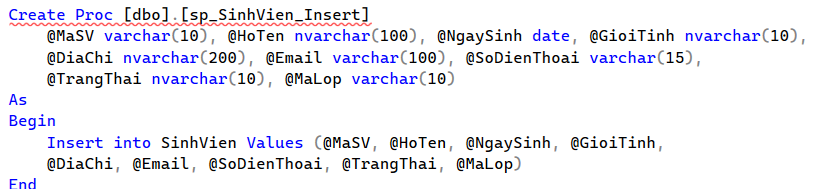 Create Proc [dbo].[sp_SinhVien_Insert]
@MaSV varchar(10), @HoTen nvarchar(100), @NgaySinh date, @GioiTinh nvarchar(10),
@DiaChi nvarchar(200), @Email varchar(100), @SoDienThoai varchar(15),
@TrangThai nvarchar(10), @MaLop varchar(10)
As
Begin
Insert into SinhVien Values (@MaSV, @HoTen, @NgaySinh, @GioiTinh,
@DiaChi, @Email, @SoDienThoai, @TrangThai, @MaLop)
End